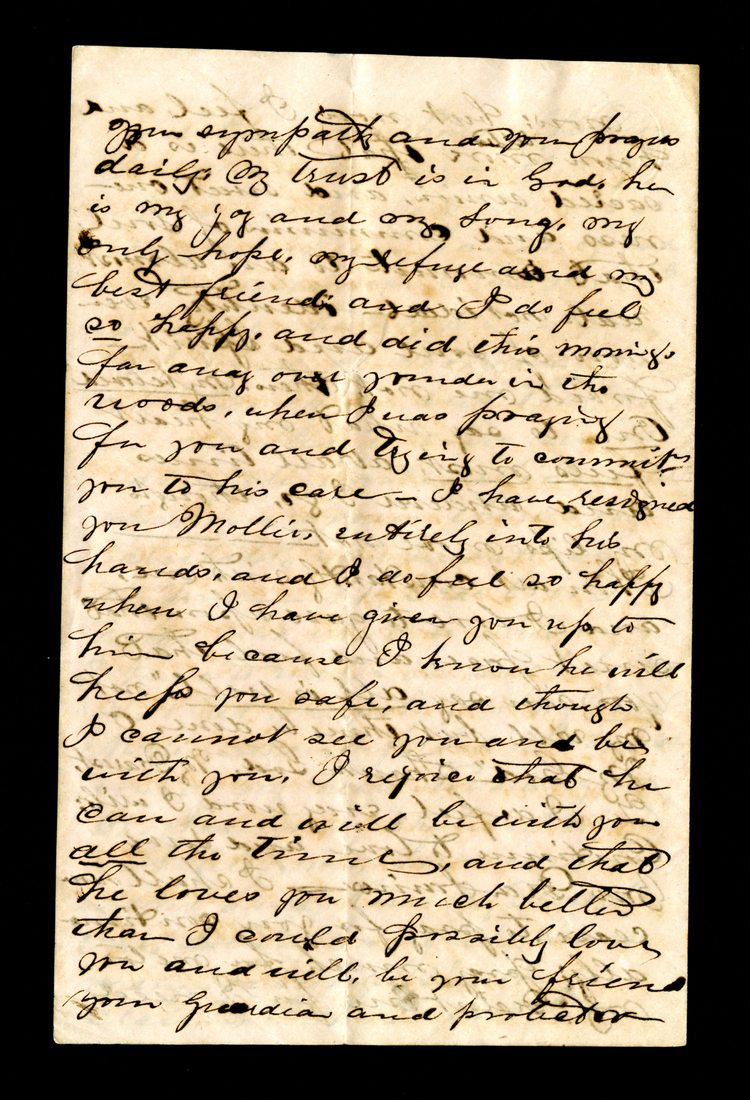 your sympath and your prayers
daily. My trust is in God, he
is my joy and my song, my
only hope, my refuge and my
best friend; and I do feel
so happy, and did this morning,
far away over yonder in the
woods, when I was praying
for you and trying to commit
you to his care — I have resigned
you Mollie, entirely into his
hands, and I do feel so happy
when I have given you up to
him because I know he will
keep you safe, and though
I cannot see you and be
with you, I rejoice that he
can and will be with you
all the time, and that
he loves you much better
than I could possibly love
you and will be your friend
your Guardian and protector